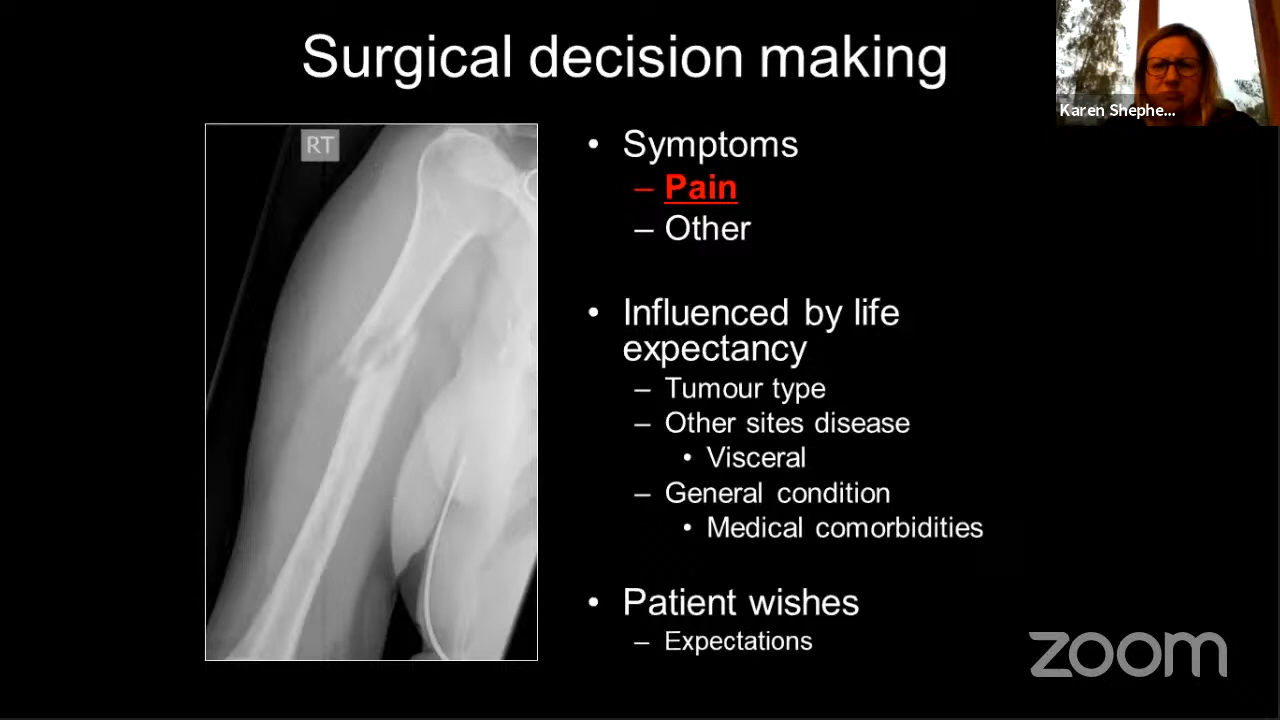 Surgical decision making
Karen Shephe...
RT
• Symptoms
– Pain
– Other
• Influenced by life
expectancy
– Tumour type
– Other sites disease
• Visceral
– General condition
• Medical comorbidities
• Patient wishes
– Expectations
zoom